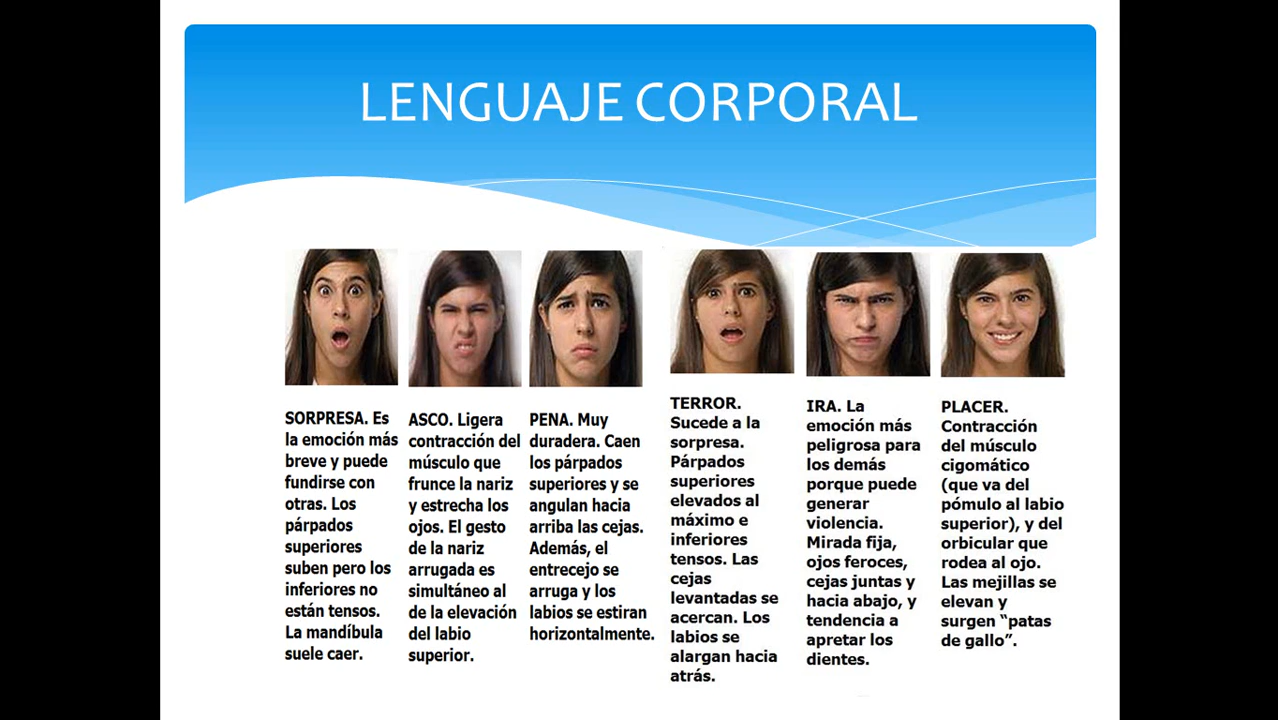 LENGUAJE CORPORAL
SORPRESA. Es
la emoción más
breve y puede
fundirse con
otras. Los
párpados
superiores
suben pero los
inferiores no
están tensos.
La mandíbula
suele caer.
ASCO. Ligera
contracción del
músculo que
frunce la nariz
y estrecha los
ojos. El gesto
de la nariz
arrugada es
simultáneo al
de la elevación
del labio
superior.
PENA. Muy
duradera. Caen
los párpados
superiores y se
angulan hacia
arriba las cejas.
Además, el
entrecejo se
arruga y los
labios se estiran
horizontalmente.
TERROR.
Sucede a la
sorpresa.
Párpados
superiores
elevados al
máximo e
inferiores
tensos. Las
cejas
levantadas se
acercan. Los
labios se
alargan hacia
atrás.
IRA. La
emoción más
peligrosa para
los demás
porque puede
generar
violencia.
Mirada fija,
ojos feroces,
cejas juntas y
hacia abajo, y
tendencia a
apretar los
dientes.
PLACER.
Contracción
del músculo
cigomático
(que va del
pómulo al labio
superior), y del
orbicular que
rodea al ojo.
Las mejillas se
elevan y
surgen “patas
de gallo”.